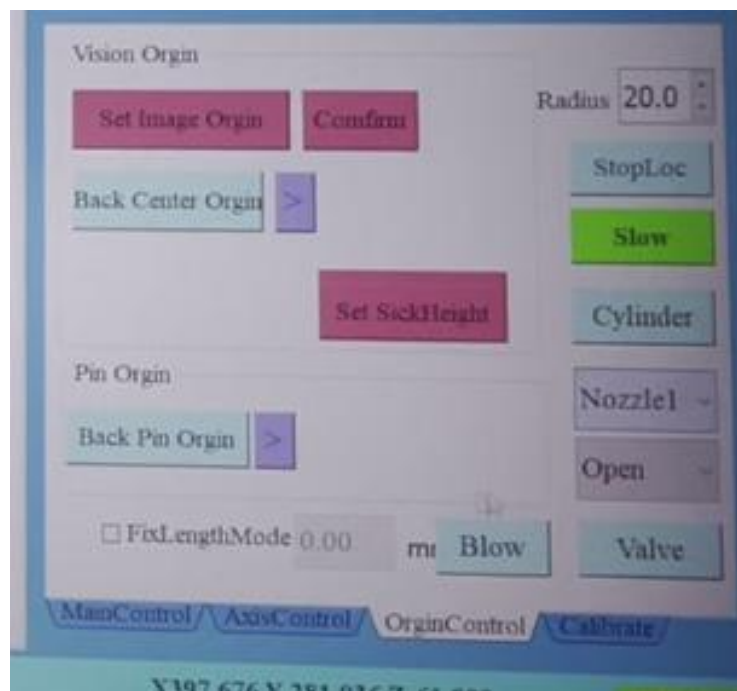 Vision Orgin
Set Image Orgin
Comfirm
Radius 20.0
StopLoc
Back Center Orgin >
Slow
Set SickHeight
Cylinder
Pin Orgin
Nozzle1
Back Pin Orgin >
Open
FixLengthMode 0.00
Blow
Valve
MainControl
AxisControl
OrginControl
Calibrate